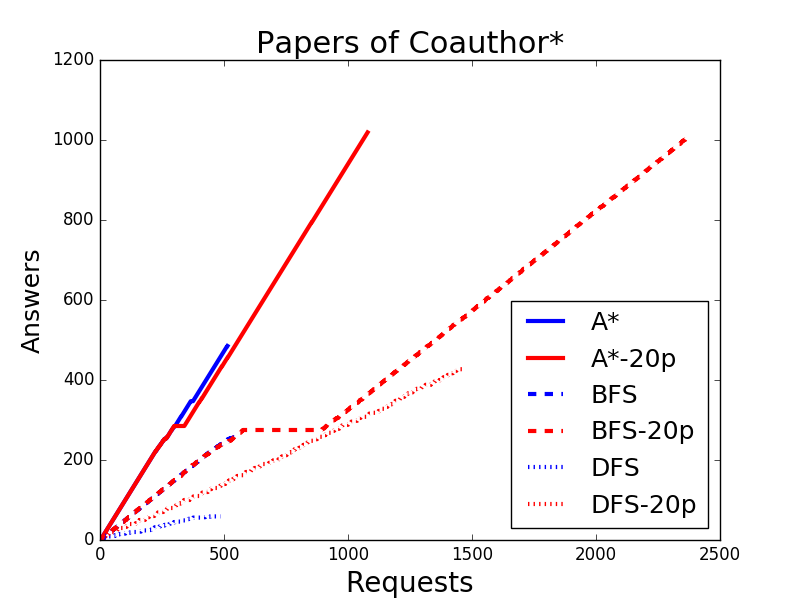 Papers of Coauthor*
1200
1000
800
600
400
200
0
Answers
0 500 1000 1500 2000 2500
Requests
A*
A*-20p
BFS
BFS-20p
DFS
DFS-20p